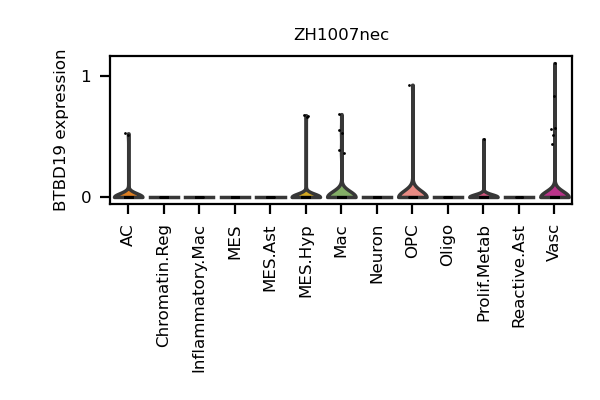 ZH1007nec
BTBD19 expression
1
0
AC
Chromatin.Reg
Inflammatory.Mac
MES
MES.Ast
MES.Hyp
Mac
Neuron
OPC
Oligo
Prolif.Metab
Reactive.Ast
Vasc